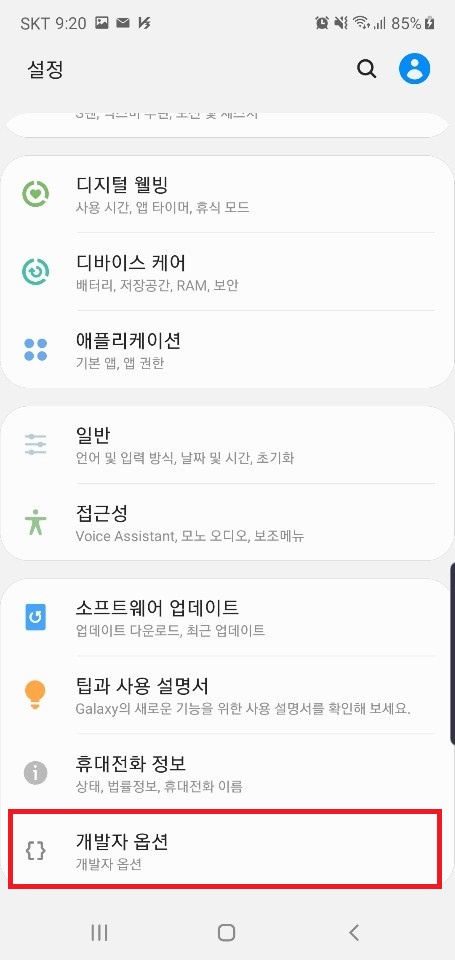 SKT 9:20
85%
설정
디지털 웰빙
사용 시간, 앱 타이머, 휴식 모드
디바이스 케어
배터리, 저장공간, RAM, 보안
애플리케이션
기본 앱, 앱 권한
일반
언어 및 입력 방식, 날짜 및 시간, 초기화
접근성
Voice Assistant, 모노 오디오, 보조메뉴
소프트웨어 업데이트
업데이트 다운로드, 최근 업데이트
팁과 사용 설명서
Galaxy의 새로운 기능을 위한 사용 설명서를 확인해 보세요.
휴대전화 정보
상태, 법률정보, 휴대전화 이름
개발자 옵션
개발자 옵션